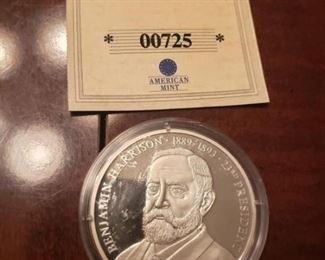 * 00725 *
AMERICAN
MINT
BENJAMIN HARRISON · 1889-1893 · 23RD PRESIDENT